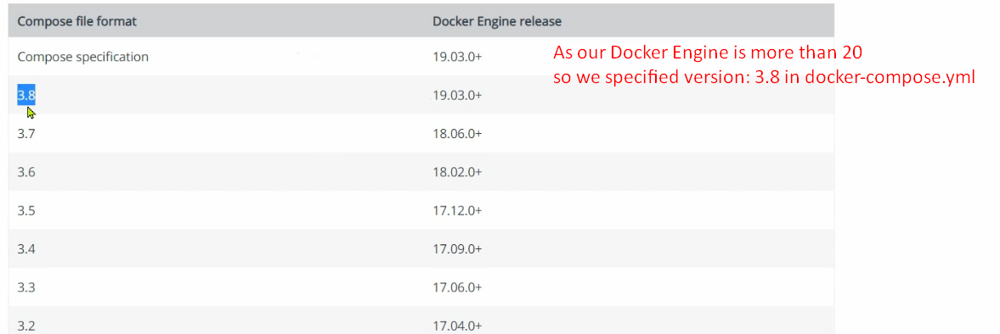 Compose file format Docker Engine release
Compose specification 19.03.0+
As our Docker Engine is more than 20
so we specified version: 3.8 in docker-compose.yml
3.8 19.03.0+
3.7 18.06.0+
3.6 18.02.0+
3.5 17.12.0+
3.4 17.09.0+
3.3 17.06.0+
3.2 17.04.0+